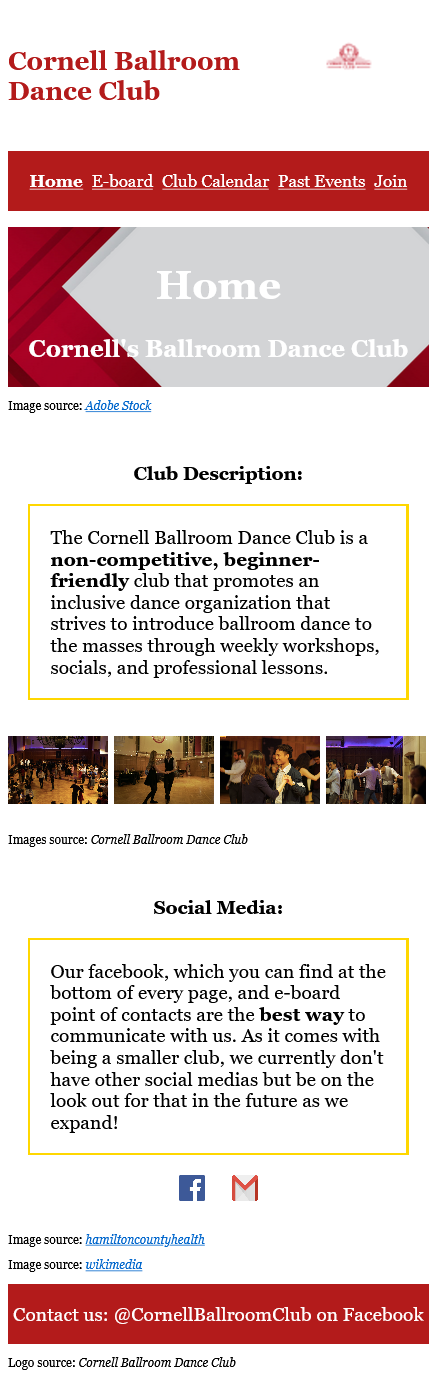 Cornell Ballroom
Dance Club
Home E-board Club Calendar Past Events Join
Home
Cornell's Ballroom Dance Club
Image source: Adobe Stock
Club Description:
The Cornell Ballroom Dance Club is a
non-competitive, beginner-
friendly club that promotes an
inclusive dance organization that
strives to introduce ballroom dance to
the masses through weekly workshops,
socials, and professional lessons.
Images source: Cornell Ballroom Dance Club
Social Media:
Our facebook, which you can find at the
bottom of every page, and e-board
point of contacts are the best way to
communicate with us. As it comes with
being a smaller club, we currently don't
have other social medias but be on the
look out for that in the future as we
expand!
Image source: hamiltoncountyhealth
Image source: wikimedia
Contact us: @CornellBallroomClub on Facebook
Logo source: Cornell Ballroom Dance Club